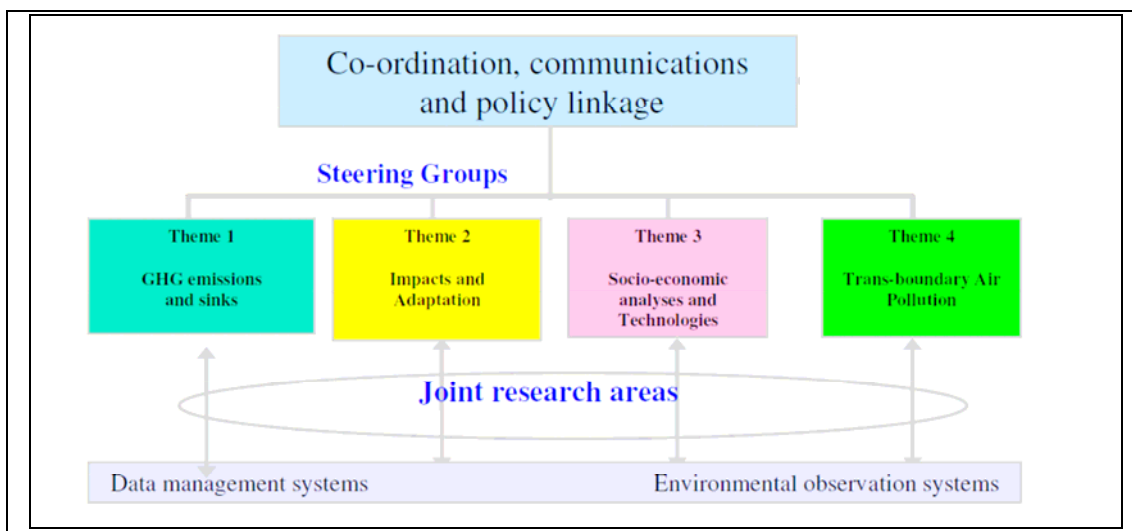 Co-ordination, communications
and policy linkage
Steering Groups
Theme 1
GHG emissions
and sinks
Theme 2
Impacts and
Adaptation
Theme 3
Socio-economic
analyses and
Technologies
Theme 4
Trans-boundary Air
Pollution
Joint research areas
Data management systems
Environmental observation systems